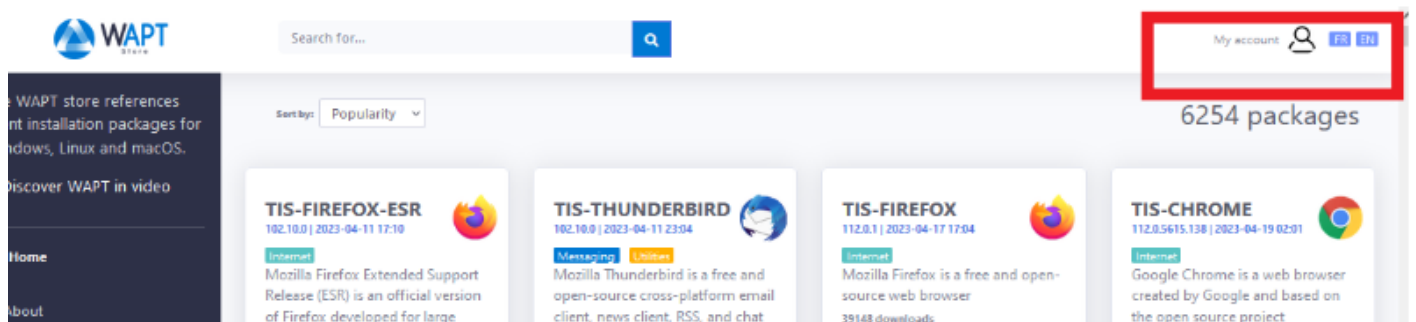 WAPT
Store
Search for...
My account
FR EN
WAPT store references
nt installation packages for
ndows, Linux and macOS.
Discover WAPT in video
Home
About
Sort by: Popularity
6254 packages
TIS-FIREFOX-ESR
102.10.0 | 2023-04-11 17:10
Internet
Mozilla Firefox Extended Support
Release (ESR) is an official version
of Firefox developed for large
TIS-THUNDERBIRD
102.10.0 | 2023-04-11 23:04
Messaging Utilities
Mozilla Thunderbird is a free and
open-source cross-platform email
client, news client, RSS, and chat
TIS-FIREFOX
112.0.1 | 2023-04-17 17:04
Internet
Mozilla Firefox is a free and open-
source web browser
39148 downloads
TIS-CHROME
112.0.5615.138 | 2023-04-19 02:01
Internet
Google Chrome is a web browser
created by Google and based on
the open source project